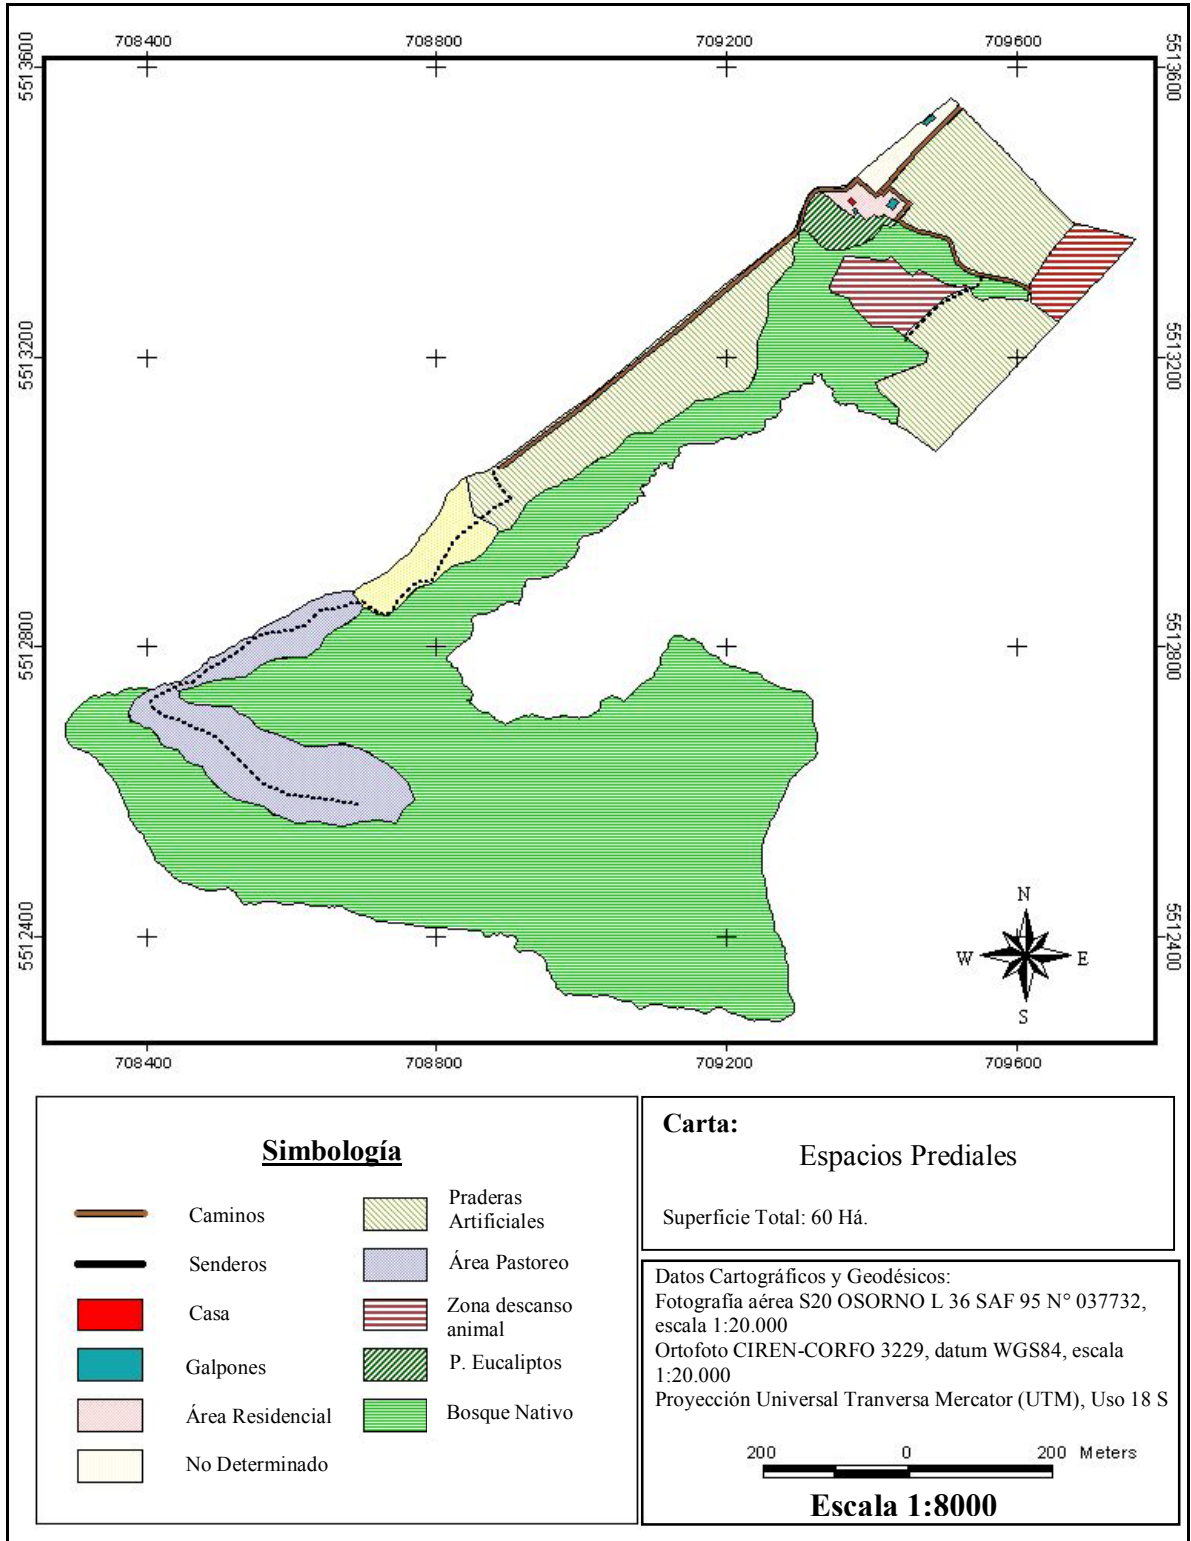 708400 708800 709200 709600
5513600 5513600
5513200 5513200
5512800 5512800
5512400 5512400
N
W E
S
708400 708800 709200 709600
Simbología
Caminos
Senderos
Casa
Galpones
Área Residencial
No Determinado
Praderas
Artificiales
Área Pastoreo
Zona descanso
animal
P. Eucaliptos
Bosque Nativo
Carta:
Espacios Prediales
Superficie Total: 60 Há.
Datos Cartográficos y Geodésicos:
Fotografía aérea S20 OSORNO L 36 SAF 95 N° 037732,
escala 1:20.000
Ortofoto CIREN-CORFO 3229, datum WGS84, escala
1:20.000
Proyección Universal Tranversa Mercator (UTM), Uso 18 S
200 0 200 Meters
Escala 1:8000